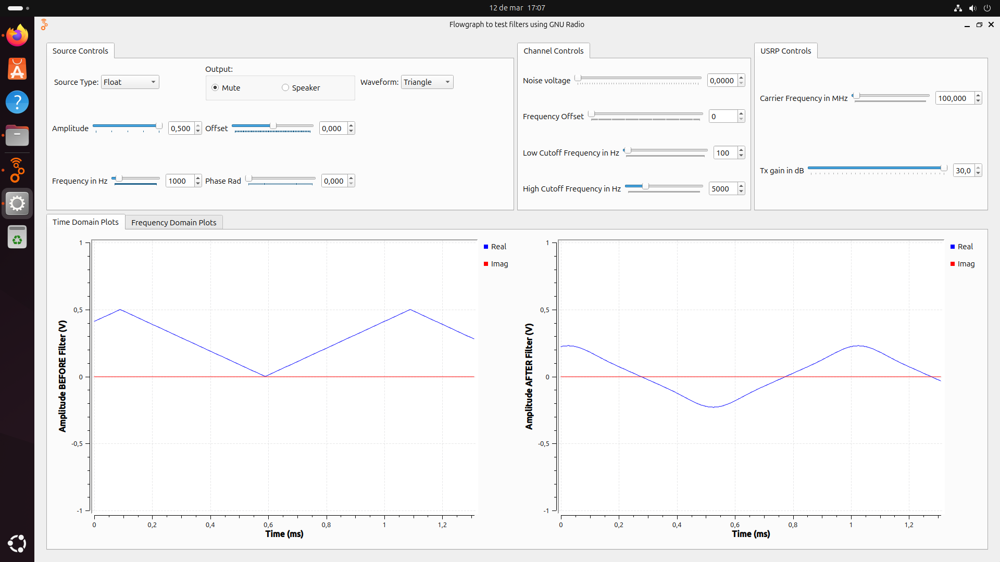 12 de mar 17:07
Flowgraph to test filters using GNU Radio
Source Controls
Output:
Source Type: Float
Mute
Speaker
Waveform: Triangle
Amplitude 0,500
Offset 0,000
Frequency in Hz 1000
Phase Rad 0,000
Channel Controls
Noise voltage 0,0000
Frequency Offset 0
Low Cutoff Frequency in Hz 100
High Cutoff Frequency in Hz 5000
USRP Controls
Carrier Frequency in MHz 100,000
Tx gain in dB 30,0
Time Domain Plots
Frequency Domain Plots
Amplitude BEFORE Filter (V)
1
0,5
0
-0,5
-1
0 0,2 0,4 0,6 0,8 1 1,2
Time (ms)
Real
Imag
Amplitude AFTER Filter (V)
1
0,5
0
-0,5
-1
0 0,2 0,4 0,6 0,8 1 1,2
Time (ms)
Real
Imag